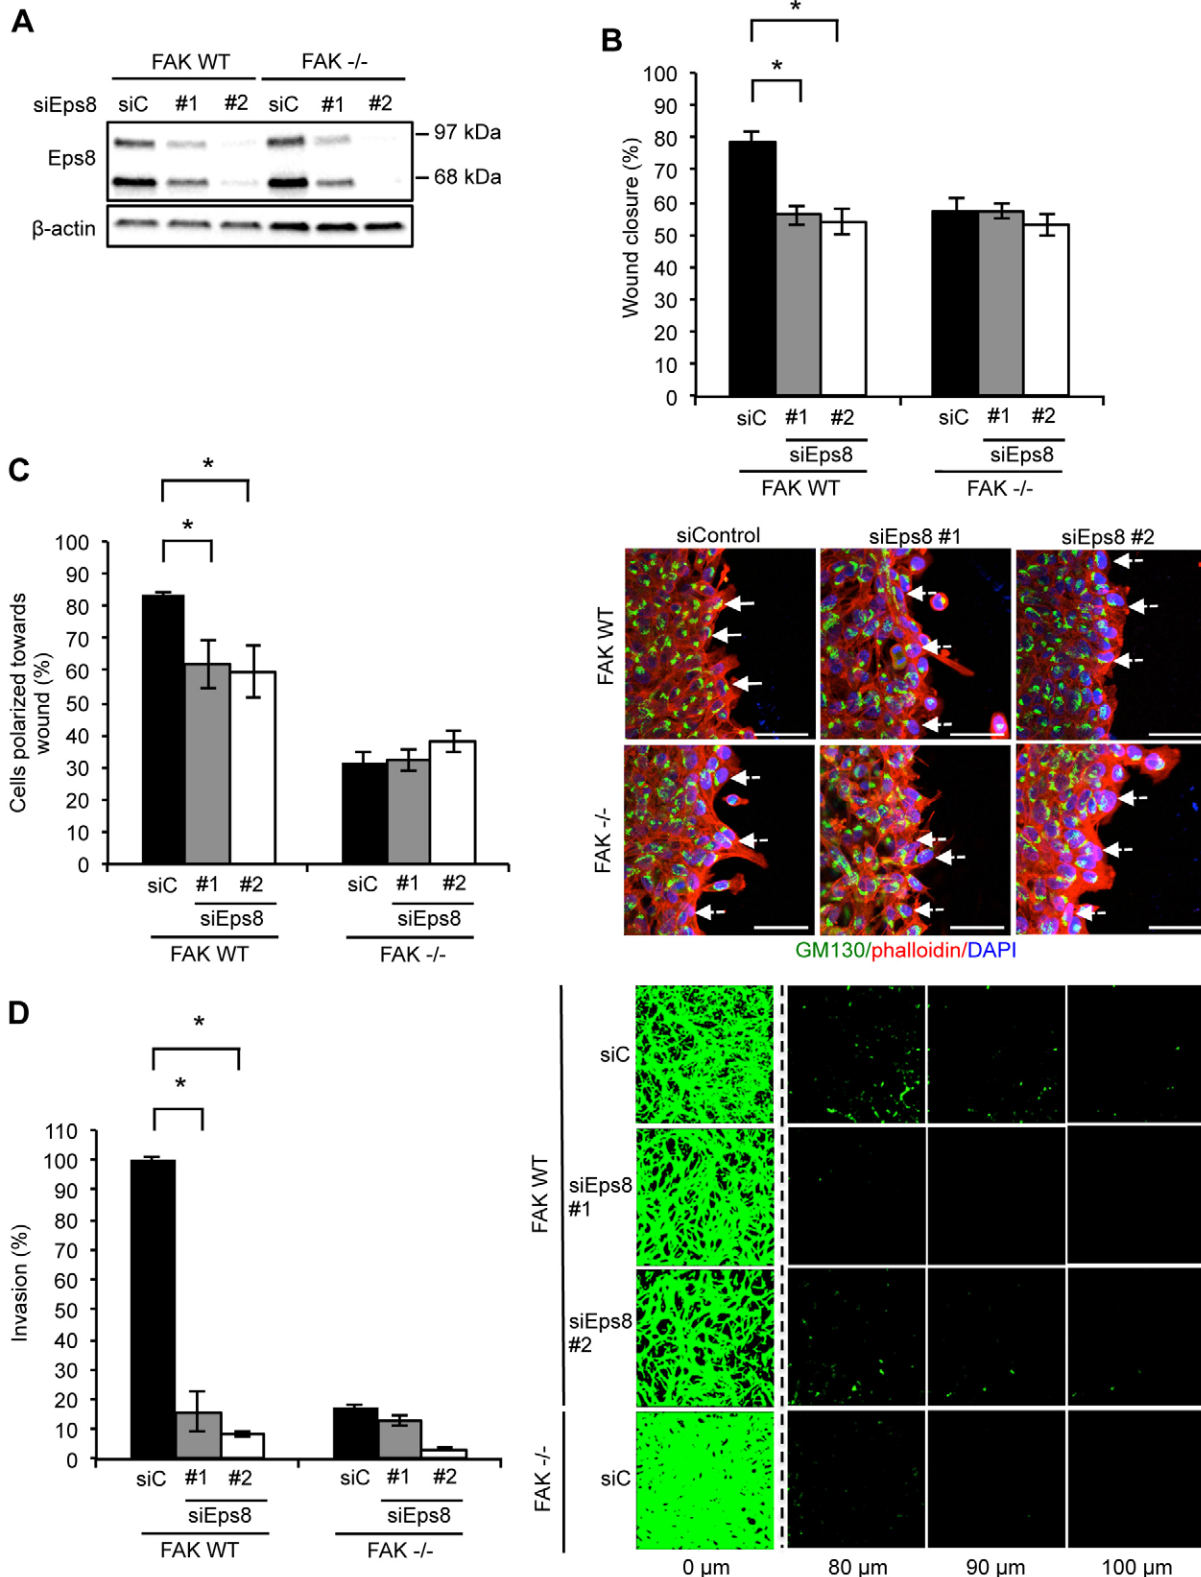 A
FAK WT FAK -/-
siEps8 siC #1 #2 siC #1 #2
Eps8
97 kDa
68 kDa
β-actin
B
*
*
Wound closure (%)
100
90
80
70
60
50
40
30
20
10
0
siC #1 #2 siC #1 #2
siEps8 siEps8
FAK WT FAK -/-
C
*
*
Cells polarized towards
wound (%)
100
90
80
70
60
50
40
30
20
10
0
siC #1 #2 siC #1 #2
siEps8 siEps8
FAK WT FAK -/-
siControl siEps8 #1 siEps8 #2
FAK WT
FAK -/-
GM130/phalloidin/DAPI
D
*
*
Invasion (%)
110
100
90
80
70
60
50
40
30
20
10
0
siC #1 #2 siC #1 #2
siEps8 siEps8
FAK WT FAK -/-
FAK WT
siC
siEps8
#1
siEps8
#2
FAK -/-
siC
0 µm 80 µm 90 µm 100 µm